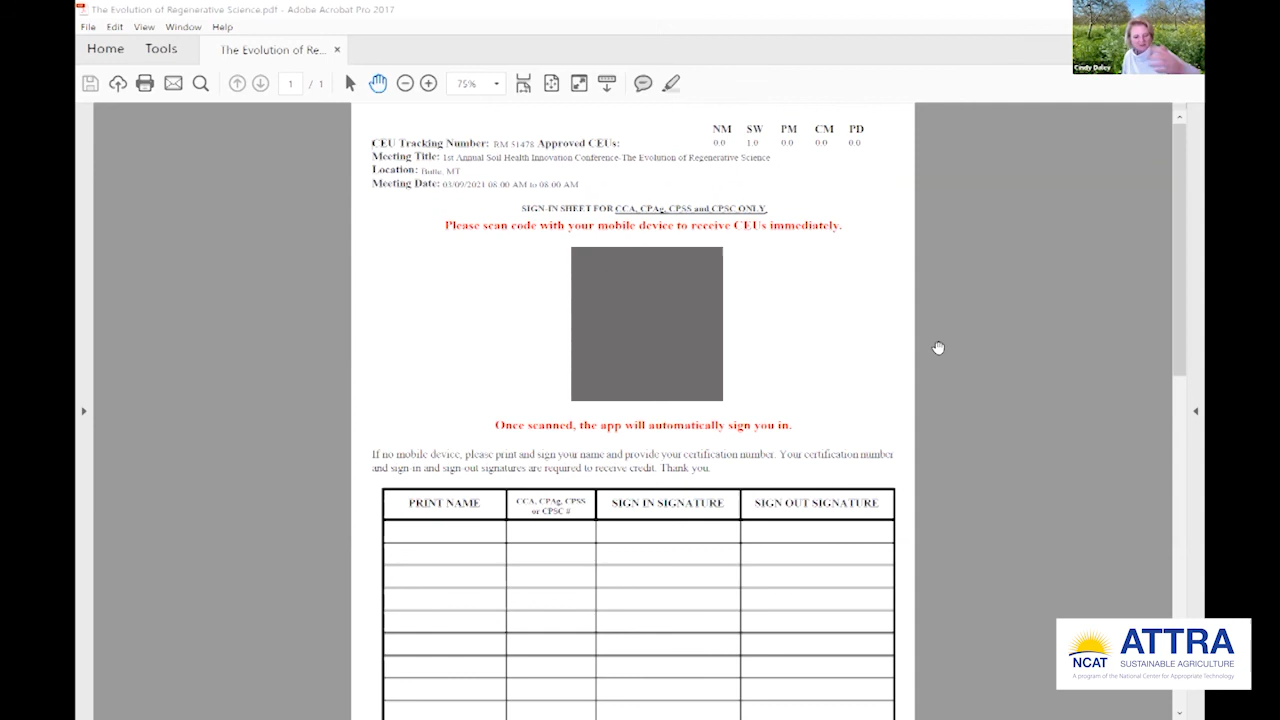 The Evolution of Regenerative Science.pdf - Adobe Acrobat Pro 2017
File Edit View Window Help
Home Tools The Evolution of Re... ×
1 / 1 75%
Cindy Daley
NM SW PM CM PD
CEU Tracking Number: RM 51478 Approved CEUs: 0.0 1.0 0.0 0.0 0.0
Meeting Title: 1st Annual Soil Health Innovation Conference-The Evolution of Regenerative Science
Location: Butte, MT
Meeting Date: 03/09/2021 08:00 AM to 08:00 AM
SIGN-IN SHEET FOR CCA, CPAg, CPSS and CPSC ONLY.
Please scan code with your mobile device to receive CEUs immediately.
Once scanned, the app will automatically sign you in.
If no mobile device, please print and sign your name and provide your certification number. Your certification number
and sign-in and sign-out signatures are required to receive credit. Thank you.
PRINT NAME CCA, CPAg, CPSS or CPSC # SIGN IN SIGNATURE SIGN OUT SIGNATURE
NCAT
ATTRA
SUSTAINABLE AGRICULTURE
A program of the National Center for Appropriate Technology